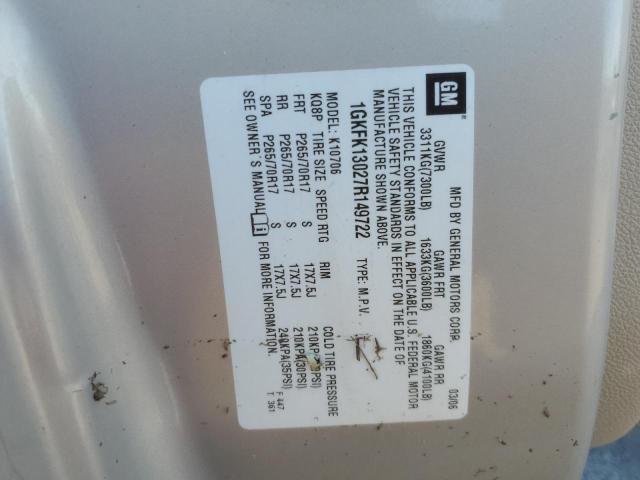 GM
MFD BY GENERAL MOTORS CORP. 03/06
GVWR GAWR FRT GAWR RR
3311KG(7300LB) 1633KG(3600LB) 1860KG(4100LB)
THIS VEHICLE CONFORMS TO ALL APPLICABLE U.S. FEDERAL MOTOR
VEHICLE SAFETY STANDARDS IN EFFECT ON THE DATE OF
MANUFACTURE SHOWN ABOVE.
1GKFK13027R149722 TYPE: M.P.V.
MODEL: K10706
KQ8P TIRE SIZE SPEED RTG RIM COLD TIRE PRESSURE
FRT P265/70R17 S 17X7.5J 210KPA(30PSI)
RR P265/70R17 S 17X7.5J 210KPA(30PSI)
SPA P265/70R17 S 17X7.5J 240KPA(35PSI)
SEE OWNER'S MANUAL FOR MORE INFORMATION.
F 447
T 361